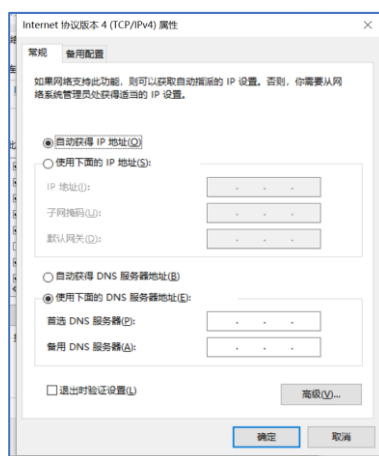 Internet 协议版本 4 (TCP/IPv4) 属性
常规 备用配置
如果网络支持此功能，则可以获取自动指派的 IP 设置。否则，你需要从网
络系统管理员处获得适当的 IP 设置。
自动获得 IP 地址(O)
使用下面的 IP 地址(S):
IP 地址(I):
子网掩码(U):
默认网关(D):
自动获得 DNS 服务器地址(B)
使用下面的 DNS 服务器地址(E):
首选 DNS 服务器(P):
备用 DNS 服务器(A):
退出时验证设置(L)
高级(V)...
确定 取消